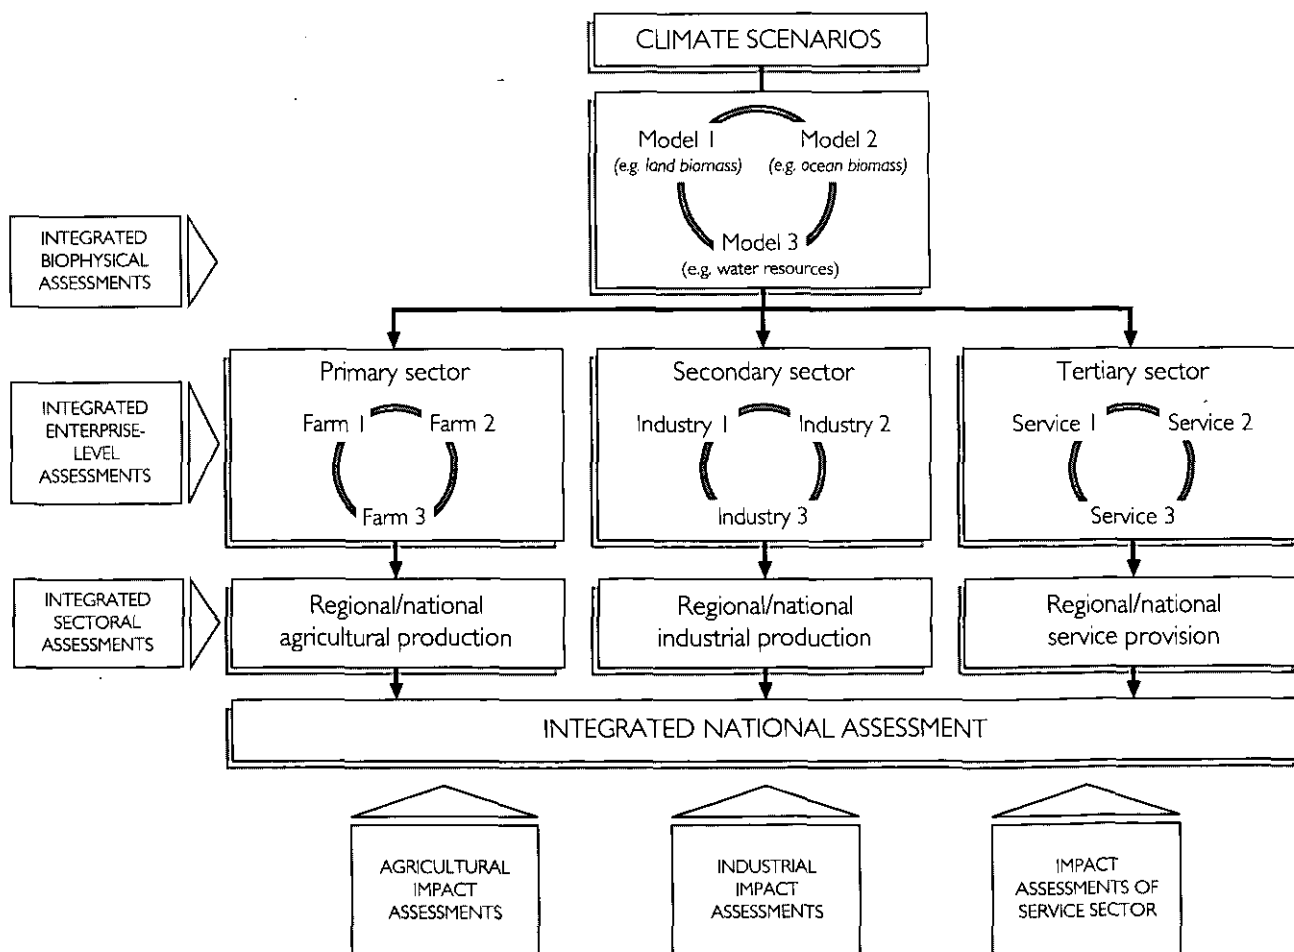 CLIMATE SCENARIOS
Model 1
(e.g. land biomass)
Model 2
(e.g. ocean biomass)
Model 3
(e.g. water resources)
INTEGRATED
BIOPHYSICAL
ASSESSMENTS
INTEGRATED
ENTERPRISE-
LEVEL
ASSESSMENTS
Primary sector
Farm 1
Farm 2
Farm 3
Secondary sector
Industry 1
Industry 2
Industry 3
Tertiary sector
Service 1
Service 2
Service 3
INTEGRATED
SECTORAL
ASSESSMENTS
Regional/national
agricultural production
Regional/national
industrial production
Regional/national
service provision
INTEGRATED NATIONAL ASSESSMENT
AGRICULTURAL
IMPACT
ASSESSMENTS
INDUSTRIAL
IMPACT
ASSESSMENTS
IMPACT
ASSESSMENTS OF
SERVICE SECTOR